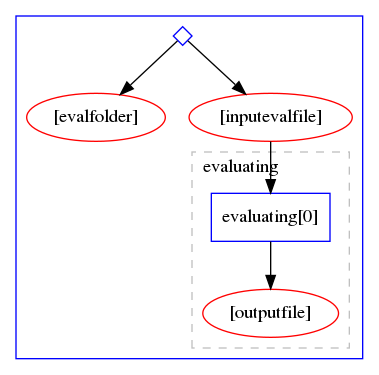 [evalfolder]
[inputevalfile]
evaluating
evaluating[0]
[outputfile]